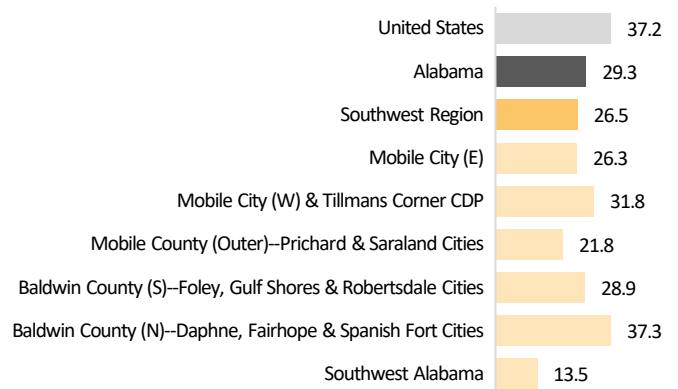 United States 37.2
Alabama 29.3
Southwest Region 26.5
Mobile City (E) 26.3
Mobile City (W) & Tillmans Corner CDP 31.8
Mobile County (Outer)--Prichard & Saraland Cities 21.8
Baldwin County (S)--Foley, Gulf Shores & Robertsdale Cities 28.9
Baldwin County (N)--Daphne, Fairhope & Spanish Fort Cities 37.3
Southwest Alabama 13.5